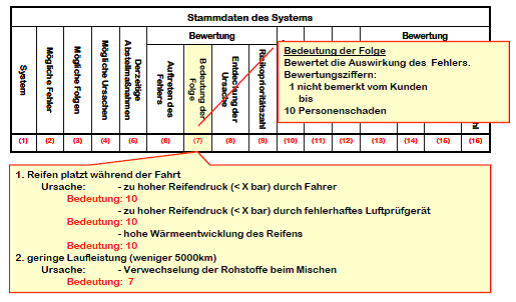 Stammdaten des Systems
Bewertung
Bewertung
System
Mögliche Fehler
Mögliche Folgen
Mögliche Ursachen
Derzeitige Abstellmaßnahmen
Auftreten des Fehlers
Bedeutung der Folge
Entdeckung der Ursache
Risikoprioritätszahl
(1) (2) (3) (4) (5) (6) (7) (8) (9) (10) (11) (12) (13) (14) (15) (16)
Bedeutung der Folge
Bewertet die Auswirkung des Fehlers.
Bewertungsziffern:
1 nicht bemerkt vom Kunden
bis
10 Personenschaden
1. Reifen platzt während der Fahrt
Ursache: - zu hoher Reifendruck (< X bar) durch Fahrer
Bedeutung: 10
- zu hoher Reifendruck (< X bar) durch fehlerhaftes Luftprüfgerät
Bedeutung: 10
- hohe Wärmeentwicklung des Reifens
Bedeutung: 10
2. geringe Laufleistung (weniger 5000km)
Ursache: - Verwechselung der Rohstoffe beim Mischen
Bedeutung: 7